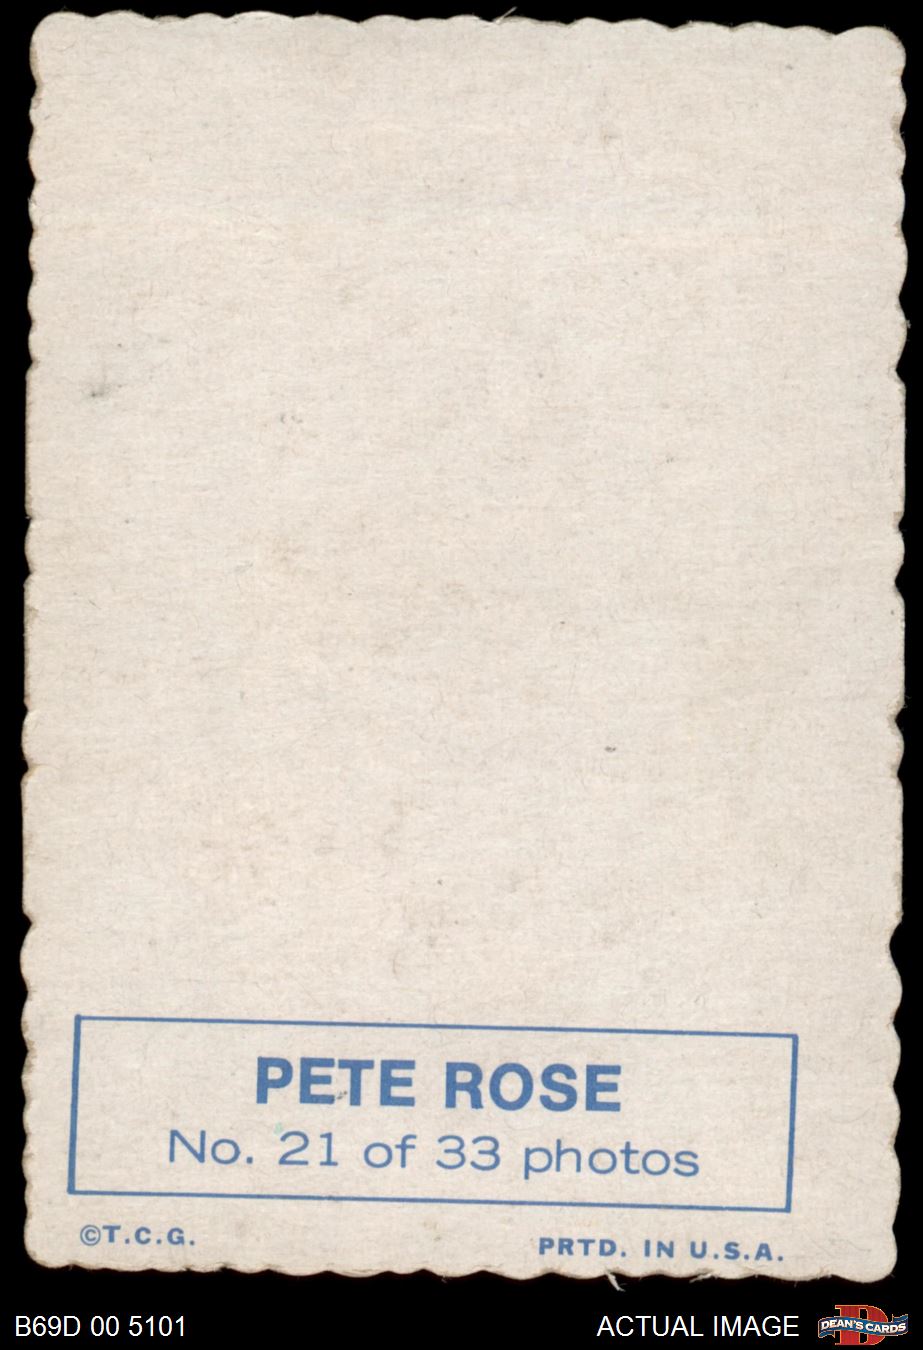 PETE ROSE
No. 21 of 33 photos
©T.C.G.
PRTD. IN U.S.A.
B69D 00 5101
ACTUAL IMAGE
DEAN'S CARDS